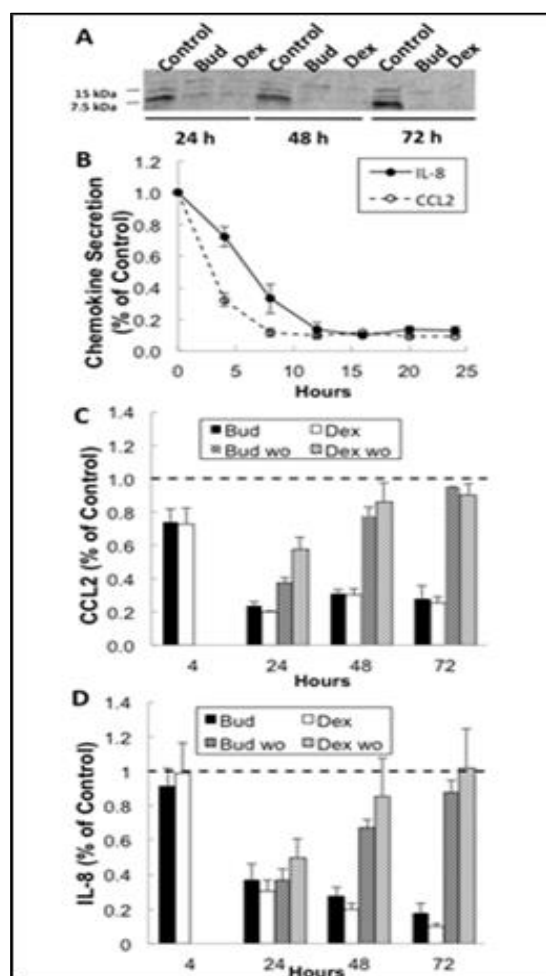 A
Control Bud Dex Control Bud Dex Control Bud Dex
15 kDa
7.5 kDa
24 h 48 h 72 h
B
Chemokine Secretion
(% of Control)
1.2
1.0
0.8
0.6
0.4
0.2
0.0
IL-8
CCL2
0 5 10 15 20 25
Hours
C
CCL2 (% of Control)
1.4
1.2
1.0
0.8
0.6
0.4
0.2
0.0
Bud Dex
Bud wo Dex wo
4 24 48 72
Hours
D
IL-8 (% of Control)
1.4
1.2
1
0.8
0.6
0.4
0.2
0
Bud Dex
Bud wo Dex wo
4 24 48 72
Hours